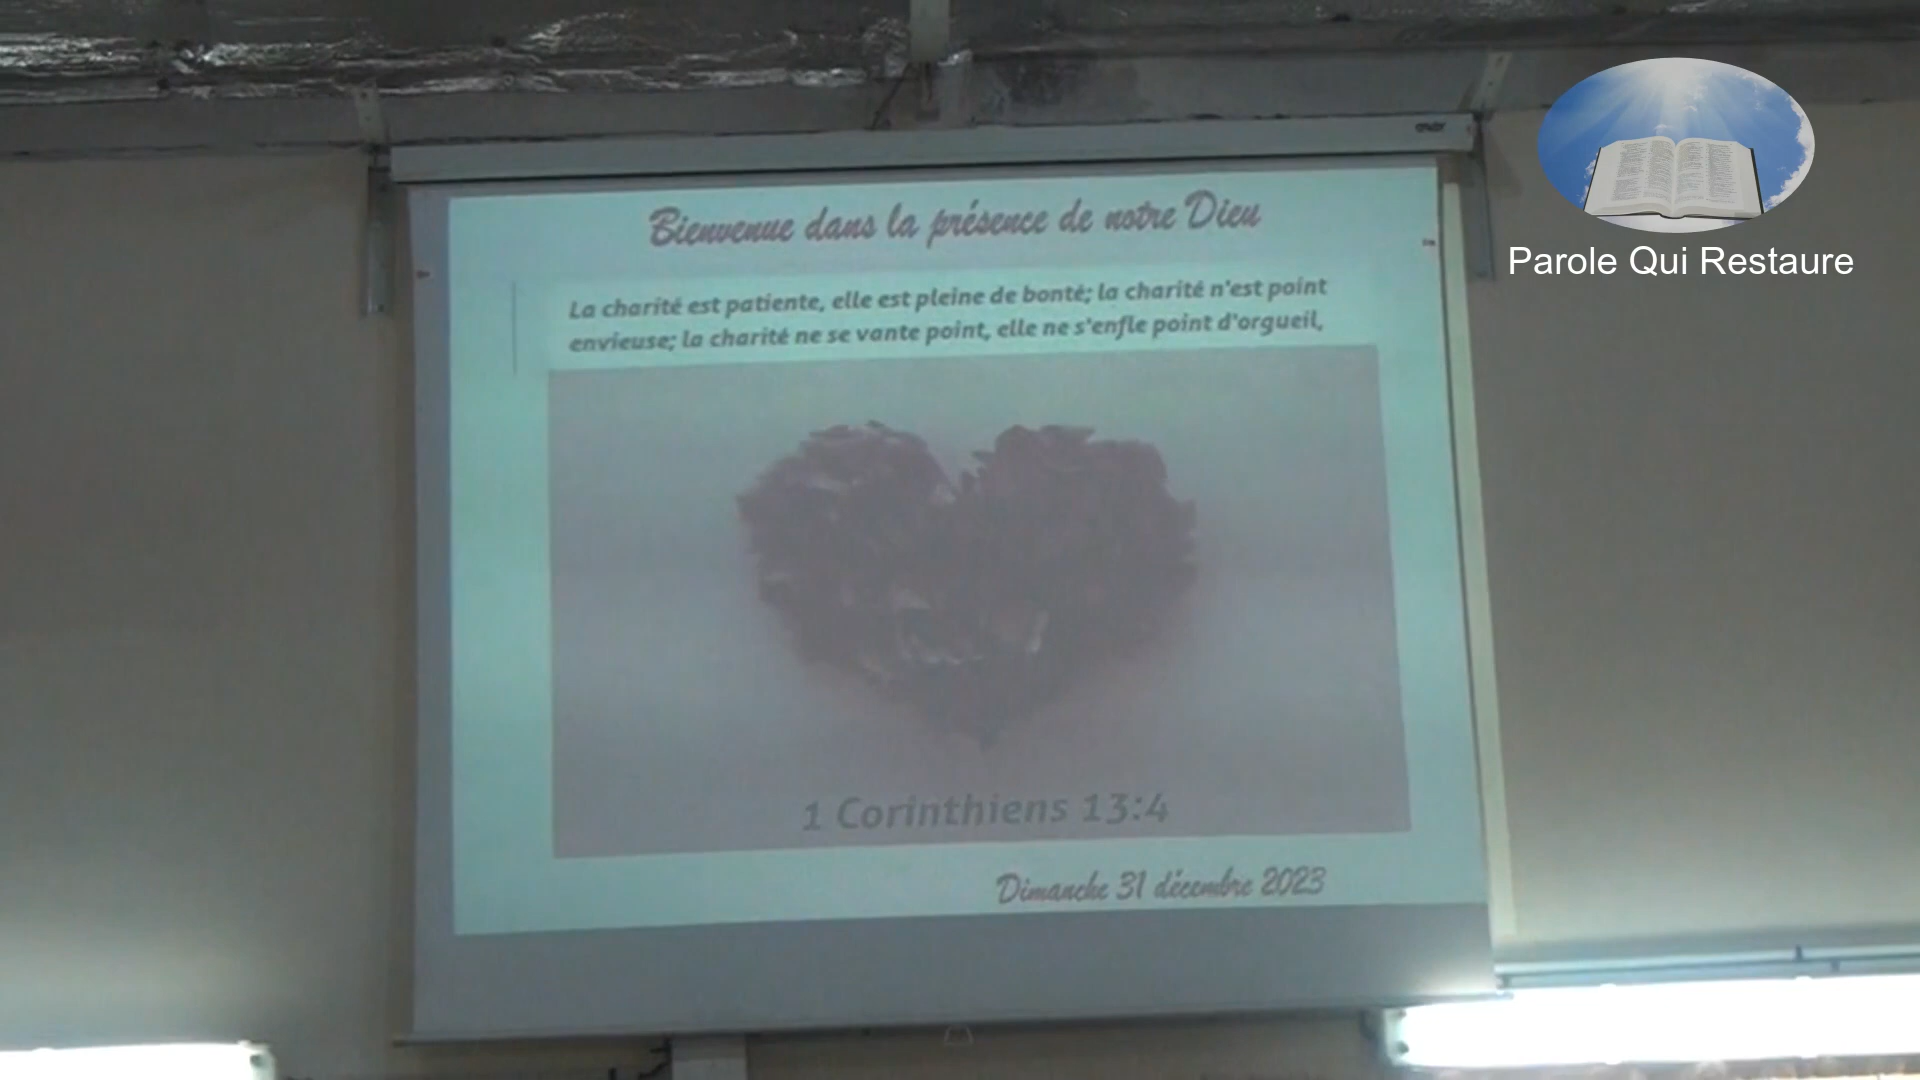 Bienvenue dans la présence de notre Dieu
La charité est patiente, elle est pleine de bonté; la charité n'est point
envieuse; la charité ne se vante point, elle ne s'enfle point d'orgueil,
1 Corinthiens 13:4
Dimanche 31 décembre 2023
Parole Qui Restaure